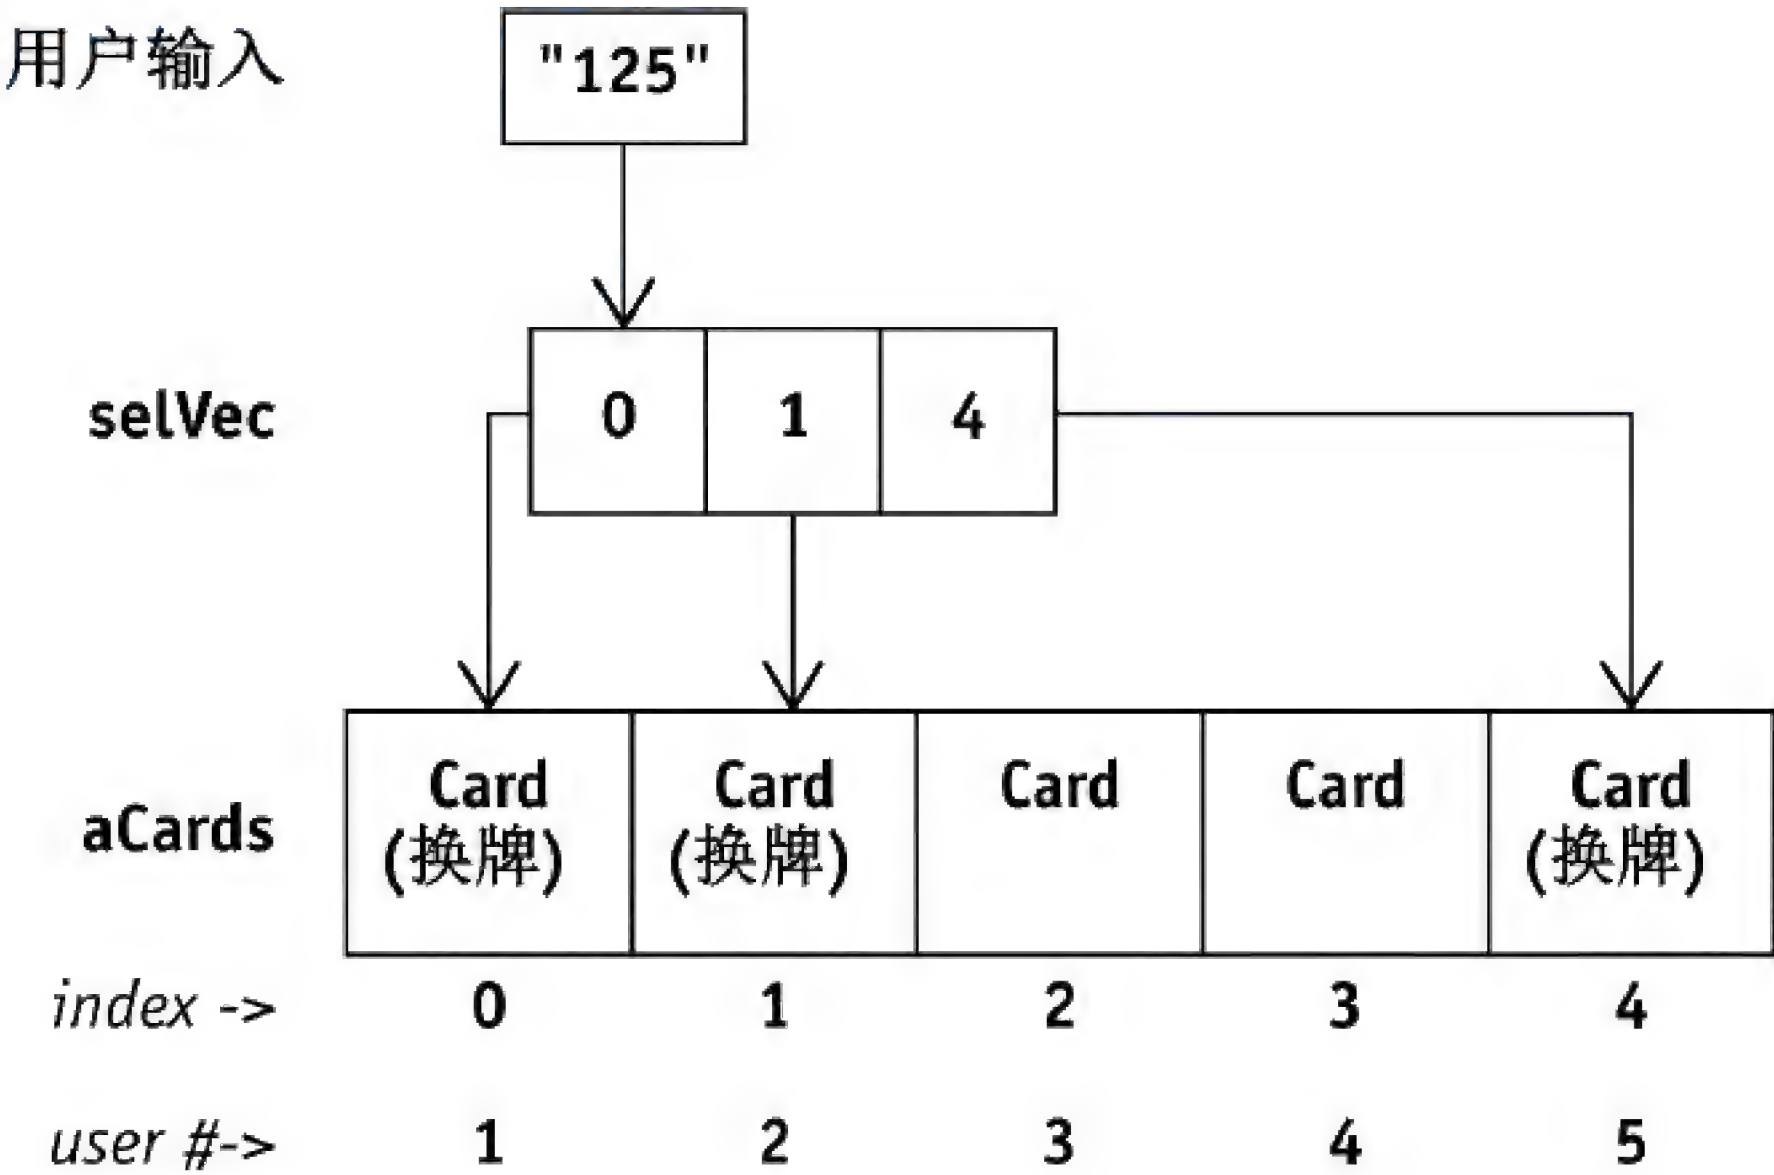 用户输入
"125"
selVec
0 1 4
aCards
Card Card Card Card Card
(换牌) (换牌) (换牌)
index -> 0 1 2 3 4
user #-> 1 2 3 4 5